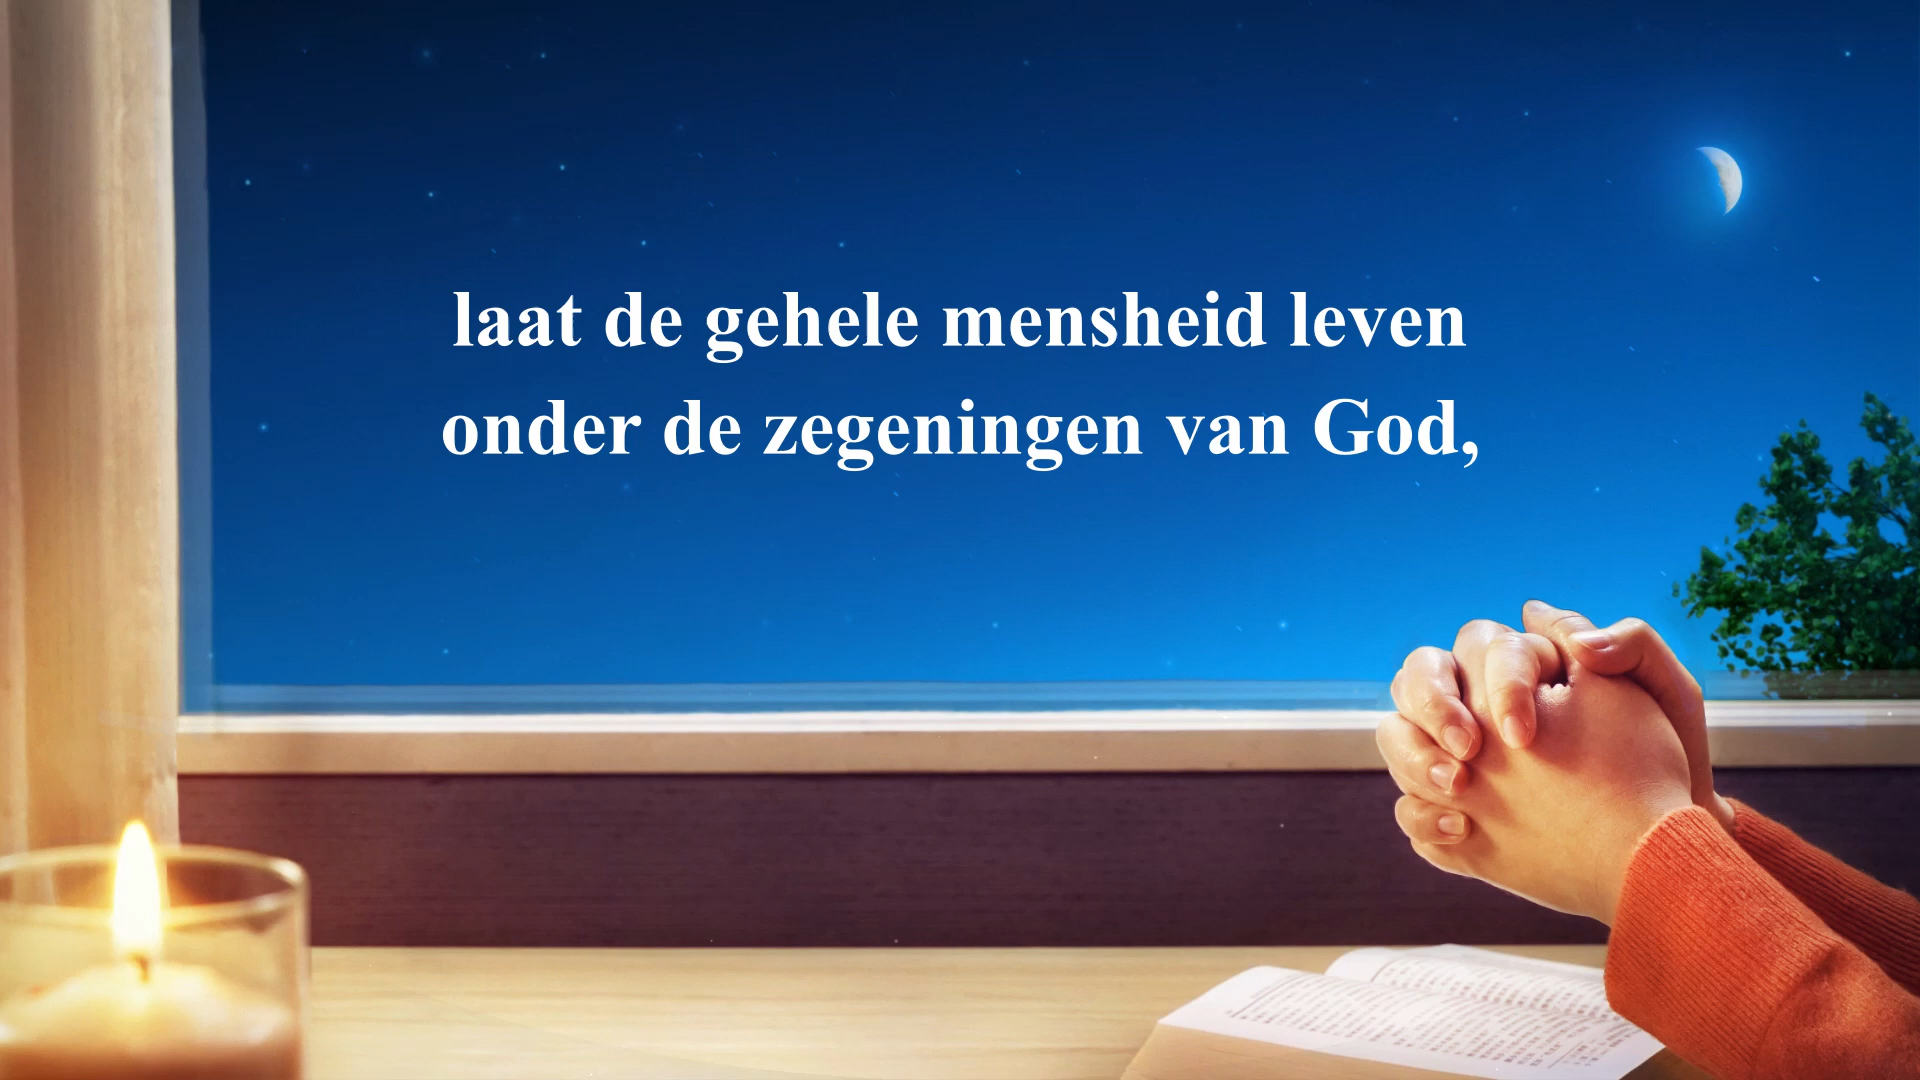 laat de gehele mensheid leven
onder de zegeningen van God,